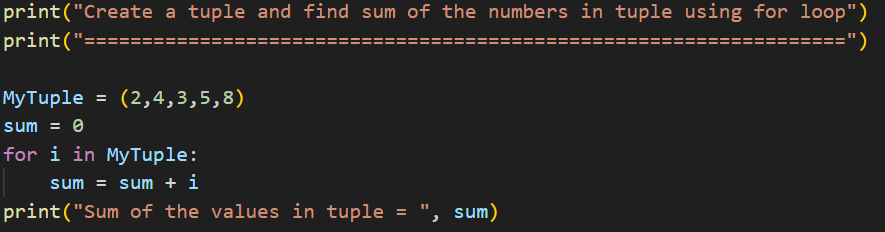 print("Create a tuple and find sum of the numbers in tuple using for loop")
print("==================================================================")
MyTuple = (2,4,3,5,8)
sum = 0
for i in MyTuple:
    sum = sum + i
print("Sum of the values in tuple = ", sum)